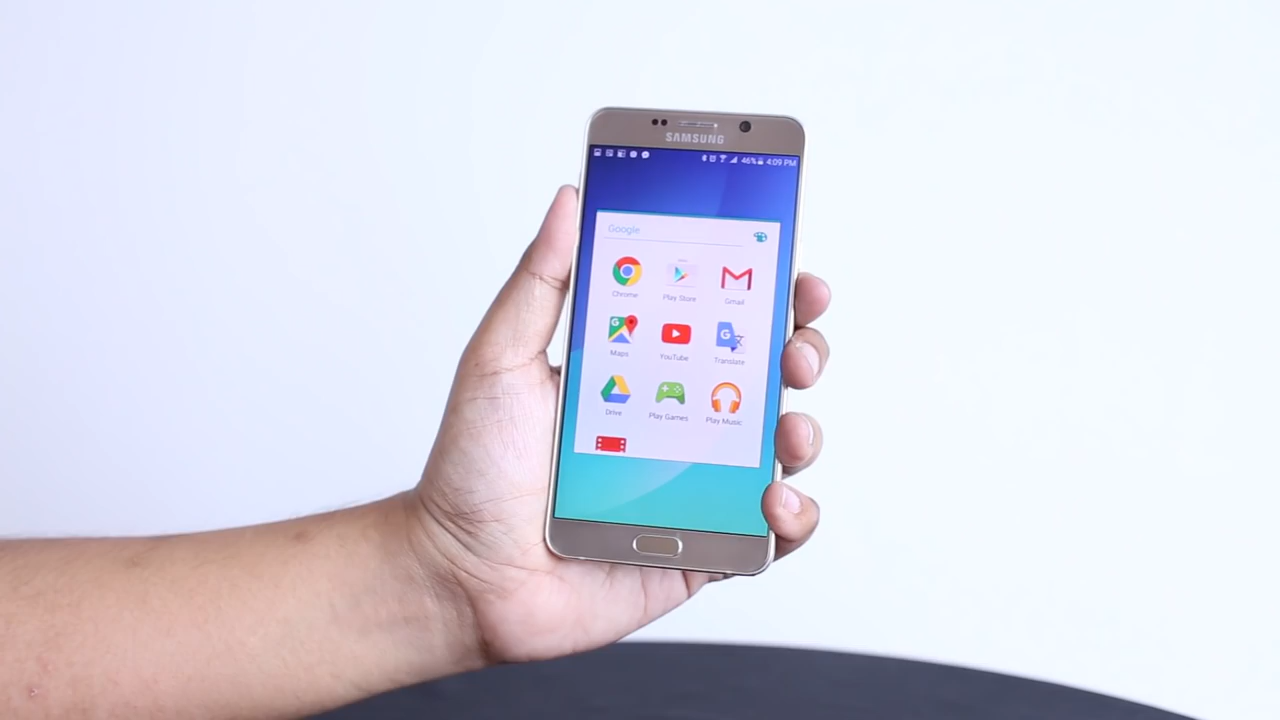 SAMSUNG
46% 4:09 PM
Google
Chrome
Play Store
Gmail
Maps
YouTube
Translate
Drive
Play Games
Play Music